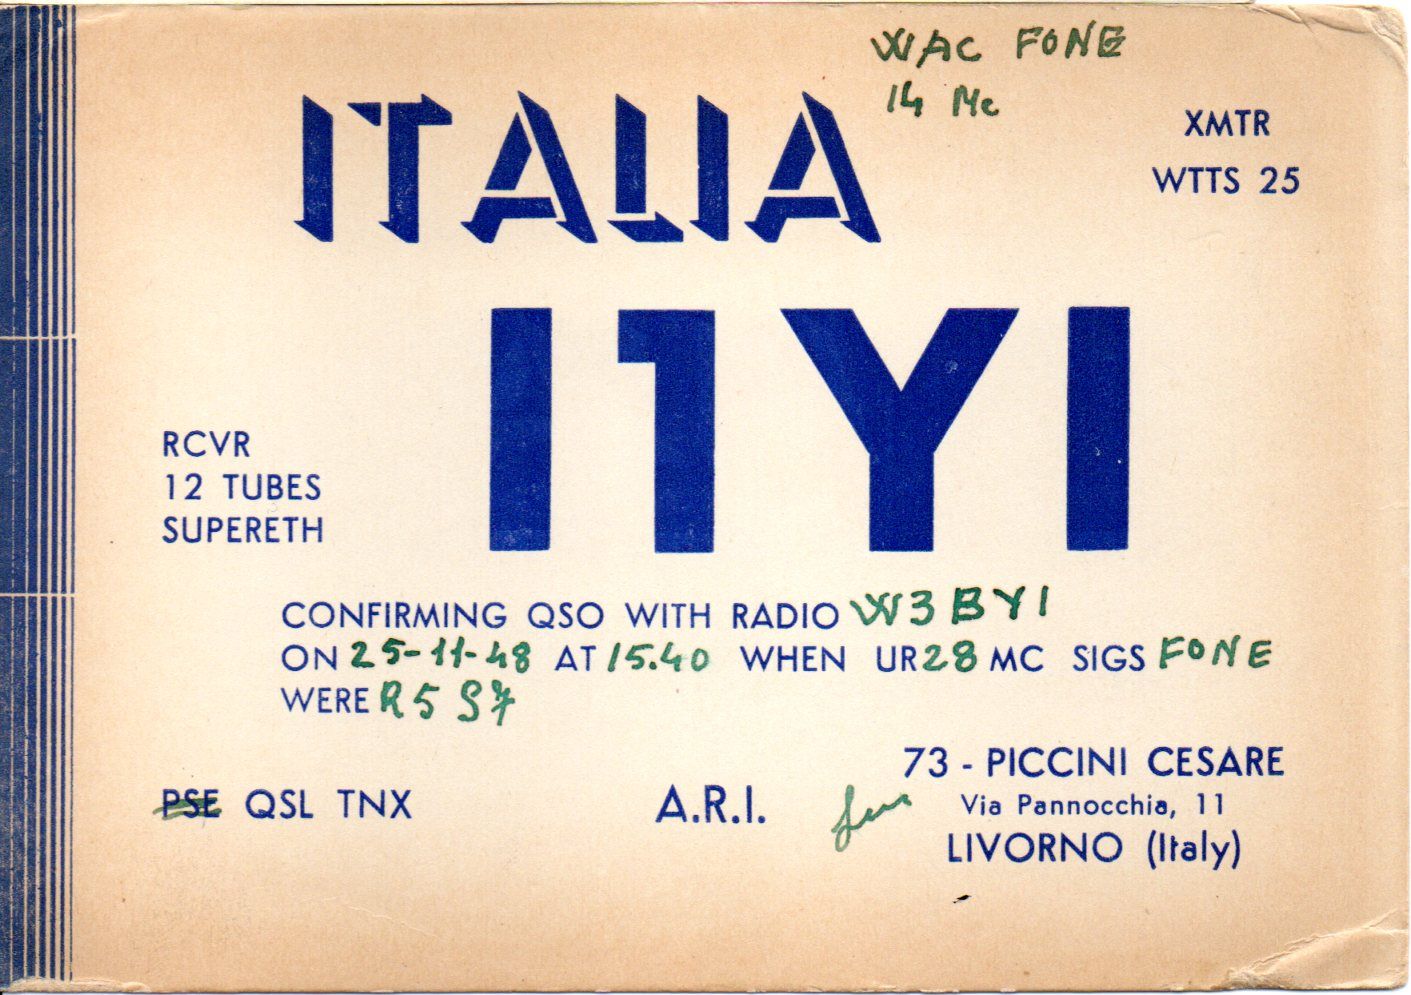 WAC FONE
14 Mc
ITALIA
XMTR
WTTS 25
I1YI
RCVR
12 TUBES
SUPERETH
CONFIRMING QSO WITH RADIO W3BYI
ON 25-11-48 AT 15.40 WHEN UR 28 MC SIGS FONE
WERE R5 S7
73 - PICCINI CESARE
PSE QSL TNX A.R.I. Via Pannocchia, 11
LIVORNO (Italy)